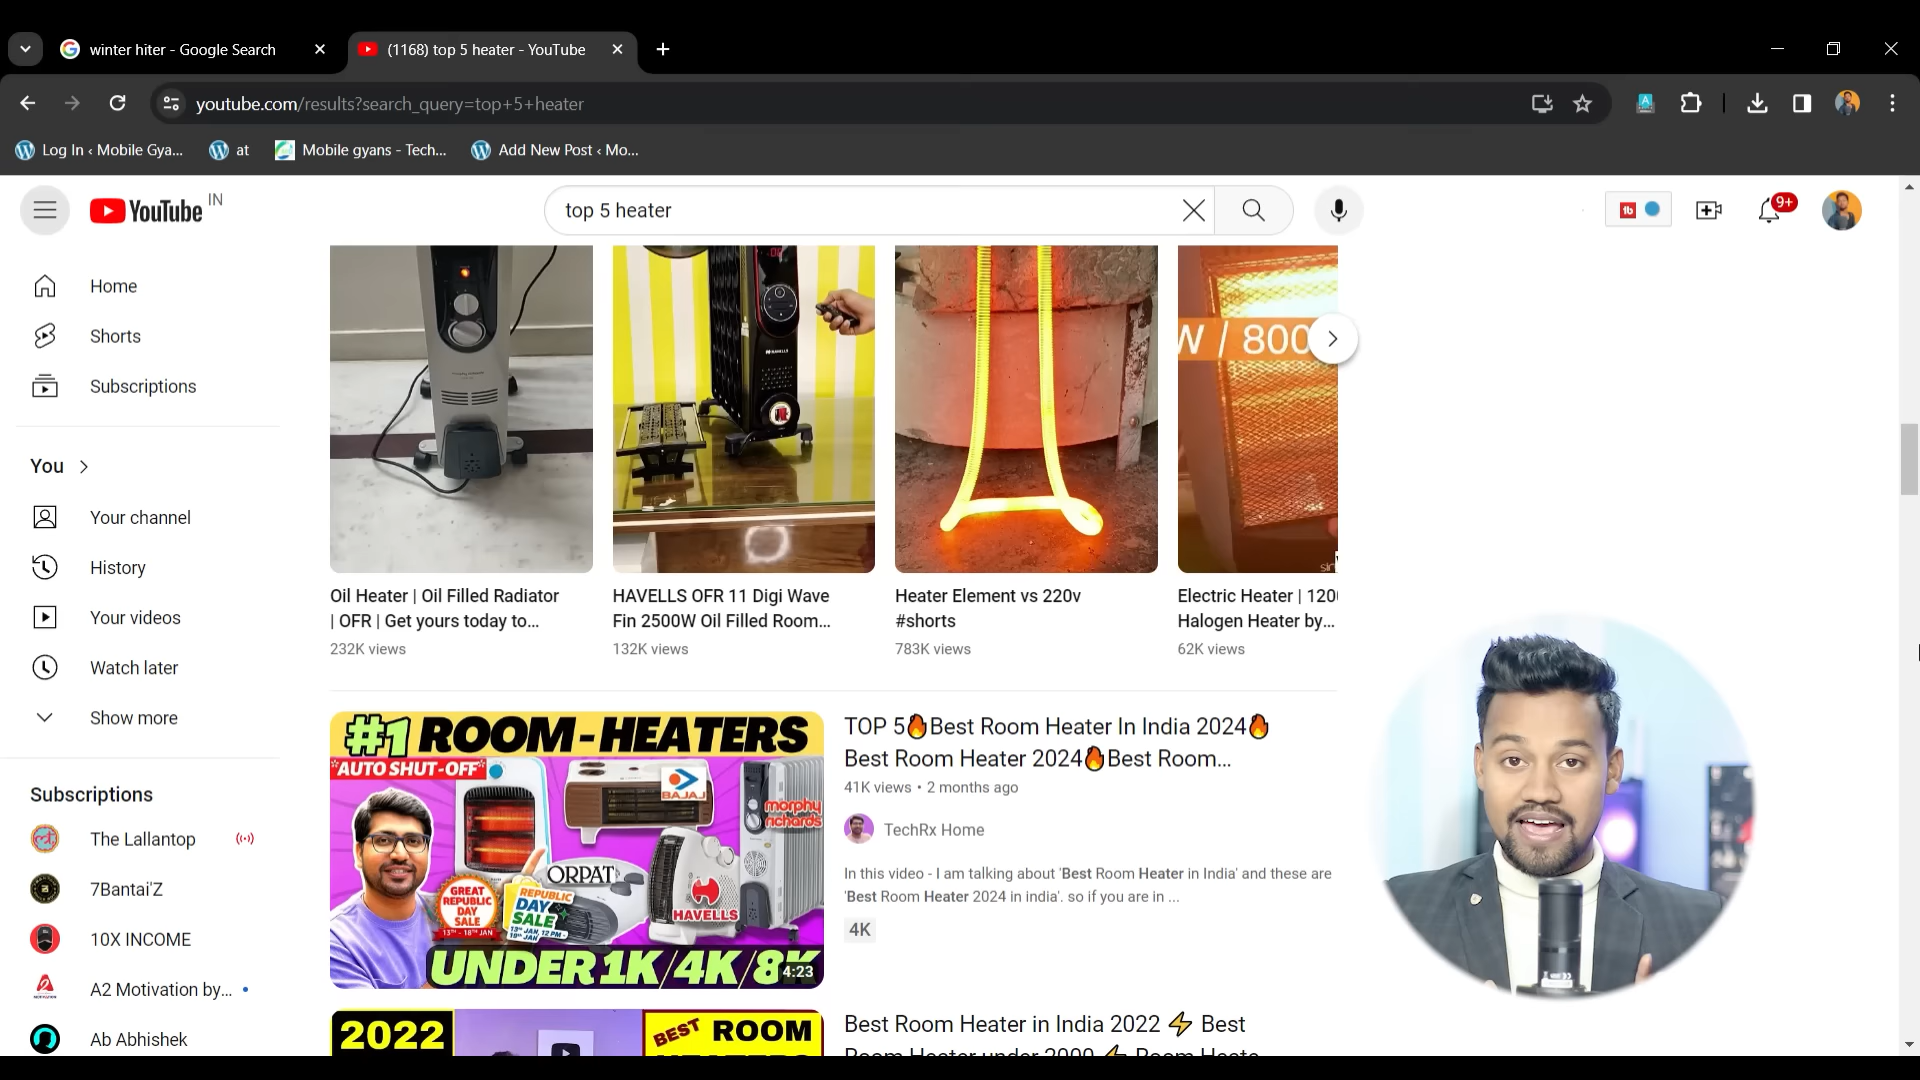 winter hiter - Google Search
(1168) top 5 heater - YouTube
youtube.com/results?search_query=top+5+heater
Log In ‹ Mobile Gya...
at
Mobile gyans - Tech...
Add New Post ‹ Mo...
YouTube IN
top 5 heater
9+
Home
Shorts
Subscriptions
You
Your channel
History
Your videos
Watch later
Show more
Subscriptions
The Lallantop
7Bantai'Z
10X INCOME
A2 Motivation by...
Ab Abhishek
W / 800
Oil Heater | Oil Filled Radiator
| OFR | Get yours today to...
232K views
HAVELLS OFR 11 Digi Wave
Fin 2500W Oil Filled Room...
132K views
Heater Element vs 220v
#shorts
783K views
Electric Heater | 120
Halogen Heater by...
62K views
#1 ROOM-HEATERS
*AUTO SHUT-OFF*
BAJAJ
morphy
richards
ORPAT
HAVELLS
GREAT
REPUBLIC
DAY
SALE
13TH - 18TH JAN
REPUBLIC
DAY
SALE
UNDER 1K/4K/8K
4:23
TOP 5🔥Best Room Heater In India 2024🔥
Best Room Heater 2024🔥Best Room...
41K views • 2 months ago
TechRx Home
In this video - I am talking about 'Best Room Heater in India' and these are
'Best Room Heater 2024 in india'. so if you are in ...
4K
2022
BEST ROOM
Best Room Heater in India 2022 ⚡ Best
Room Heater under 2000 ⚡ Room Heate